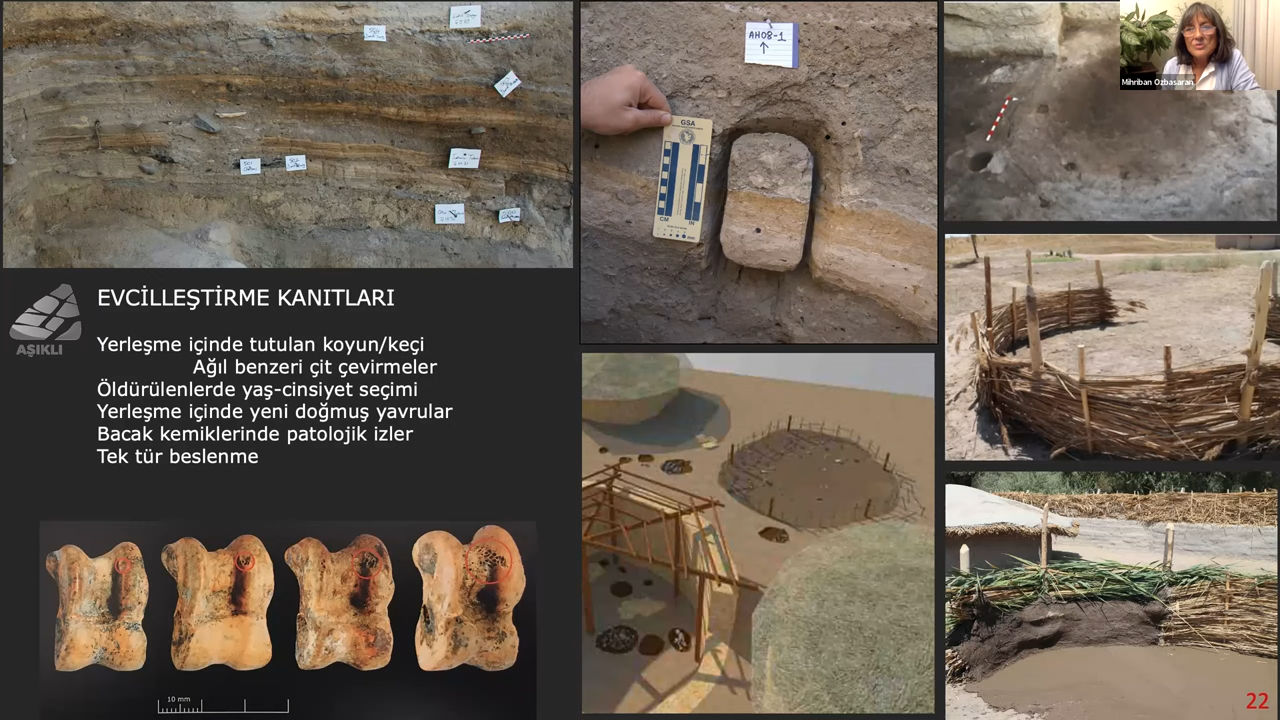 AH08-1
Mihriban Ozbasaran
GSA
CM
IN
AŞIKLI
EVCİLLEŞTİRME KANITLARI
Yerleşme içinde tutulan koyun/keçi
Ağıl benzeri çit çevirmeler
Öldürülenlerde yaş-cinsiyet seçimi
Yerleşme içinde yeni doğmuş yavrular
Bacak kemiklerinde patolojik izler
Tek tür beslenme
10 mm
22